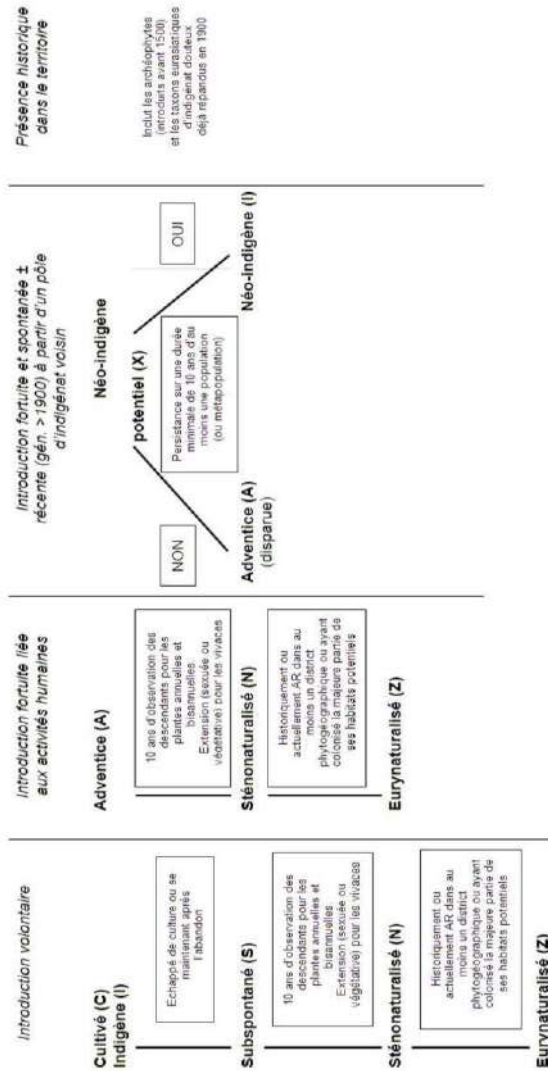 Introduction volontaire
Cultivé (C)
Indigène (I)
Echappé de culture ou se
maintenant après
l'abandon
Subspontané (S)
10 ans d'observation des
descendants pour les
plantes annuelles et
bisannuelles
Extension (sexuée ou
végétative) pour les vivaces
Sténonaturalisé (N)
Historiquement ou
actuellement AR dans au
moins un district
phytogéographique ou ayant
colonisé la majeure partie de
ses habitats potentiels
Eurynaturalisé (Z)
Introduction fortuite liée
aux activités humaines
Adventice (A)
10 ans d'observation des
descendants pour les
plantes annuelles et
bisannuelles
Extension (sexuée ou
végétative) pour les vivaces
Sténonaturalisé (N)
Historiquement ou
actuellement AR dans au
moins un district
phytogéographique ou ayant
colonisé la majeure partie de
ses habitats potentiels
Eurynaturalisé (Z)
Introduction fortuite et spontanée ±
récente (gén. > 1900) à partir d'un pôle
d'indigénat voisin
Néo-indigène
potentiel (X)
NON
Persistance sur une durée
minimale de 10 ans d'au
moins une population
(ou métapopulation)
OUI
Adventice (A)
(disparue)
Néo-indigène (I)
Présence historique
dans le territoire
Inclut les archéophytes
(introduits avant 1500)
et les taxons eurasiatiques
d'indigénat douteux
déjà répandus en 1900